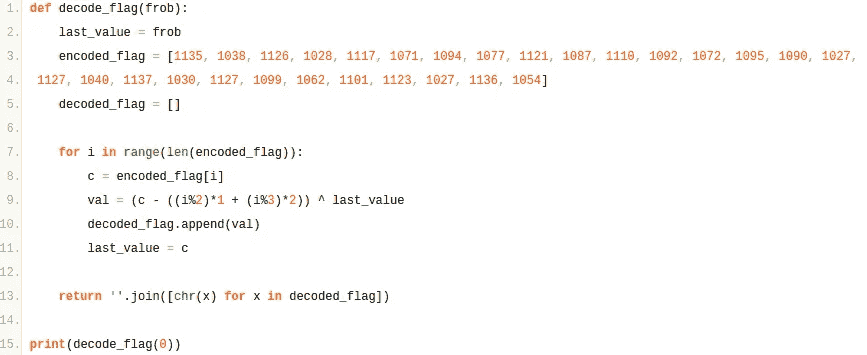 1. def decode_flag(frob):
2.     last_value = frob
3.     encoded_flag = [1135, 1038, 1126, 1028, 1117, 1071, 1094, 1077, 1121, 1087, 1110, 1092, 1072, 1095, 1090, 1027,
4.  1127, 1040, 1137, 1030, 1127, 1099, 1062, 1101, 1123, 1027, 1136, 1054]
5.     decoded_flag = []
6.
7.     for i in range(len(encoded_flag)):
8.         c = encoded_flag[i]
9.         val = (c - ((i%2)*1 + (i%3)*2)) ^ last_value
10.         decoded_flag.append(val)
11.         last_value = c
12.
13.     return ''.join([chr(x) for x in decoded_flag])
14.
15. print(decode_flag(0))